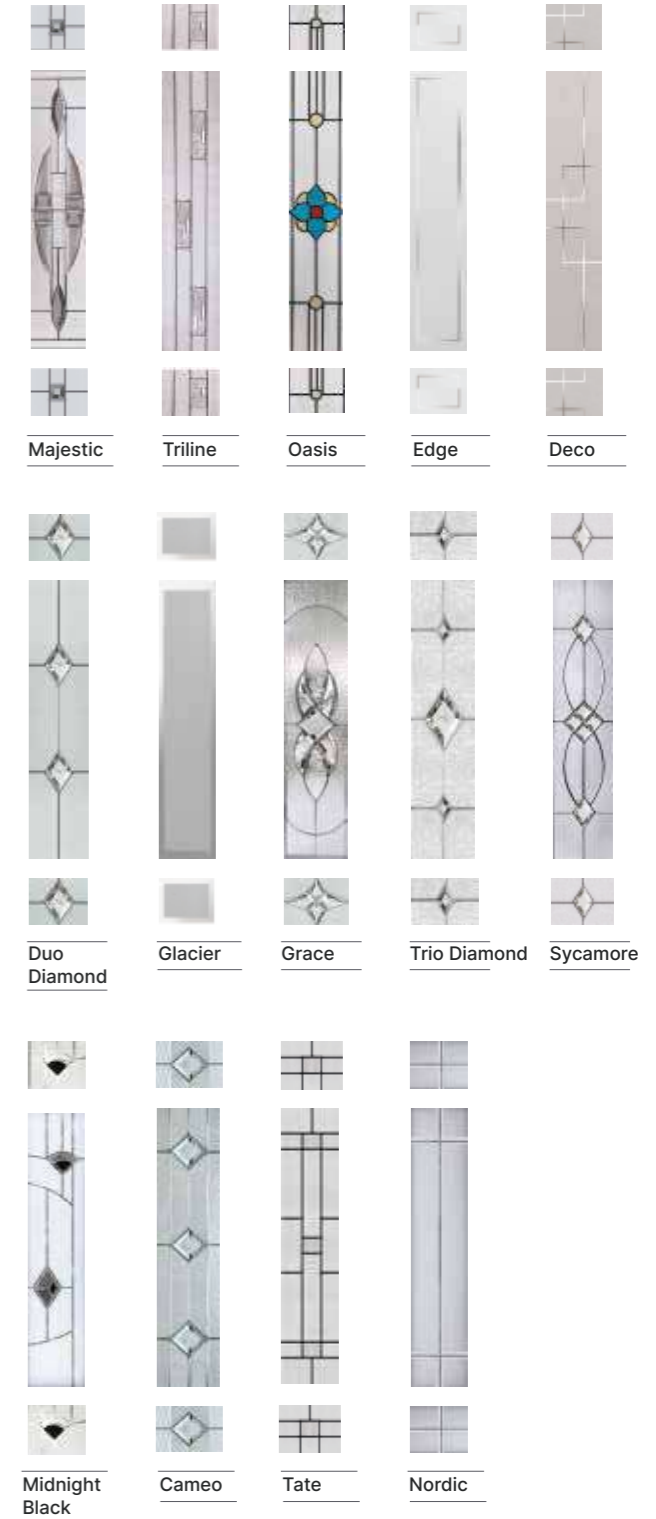 Majestic
Triline
Oasis
Edge
Deco
Duo
Diamond
Glacier
Grace
Trio Diamond
Sycamore
Midnight
Black
Cameo
Tate
Nordic